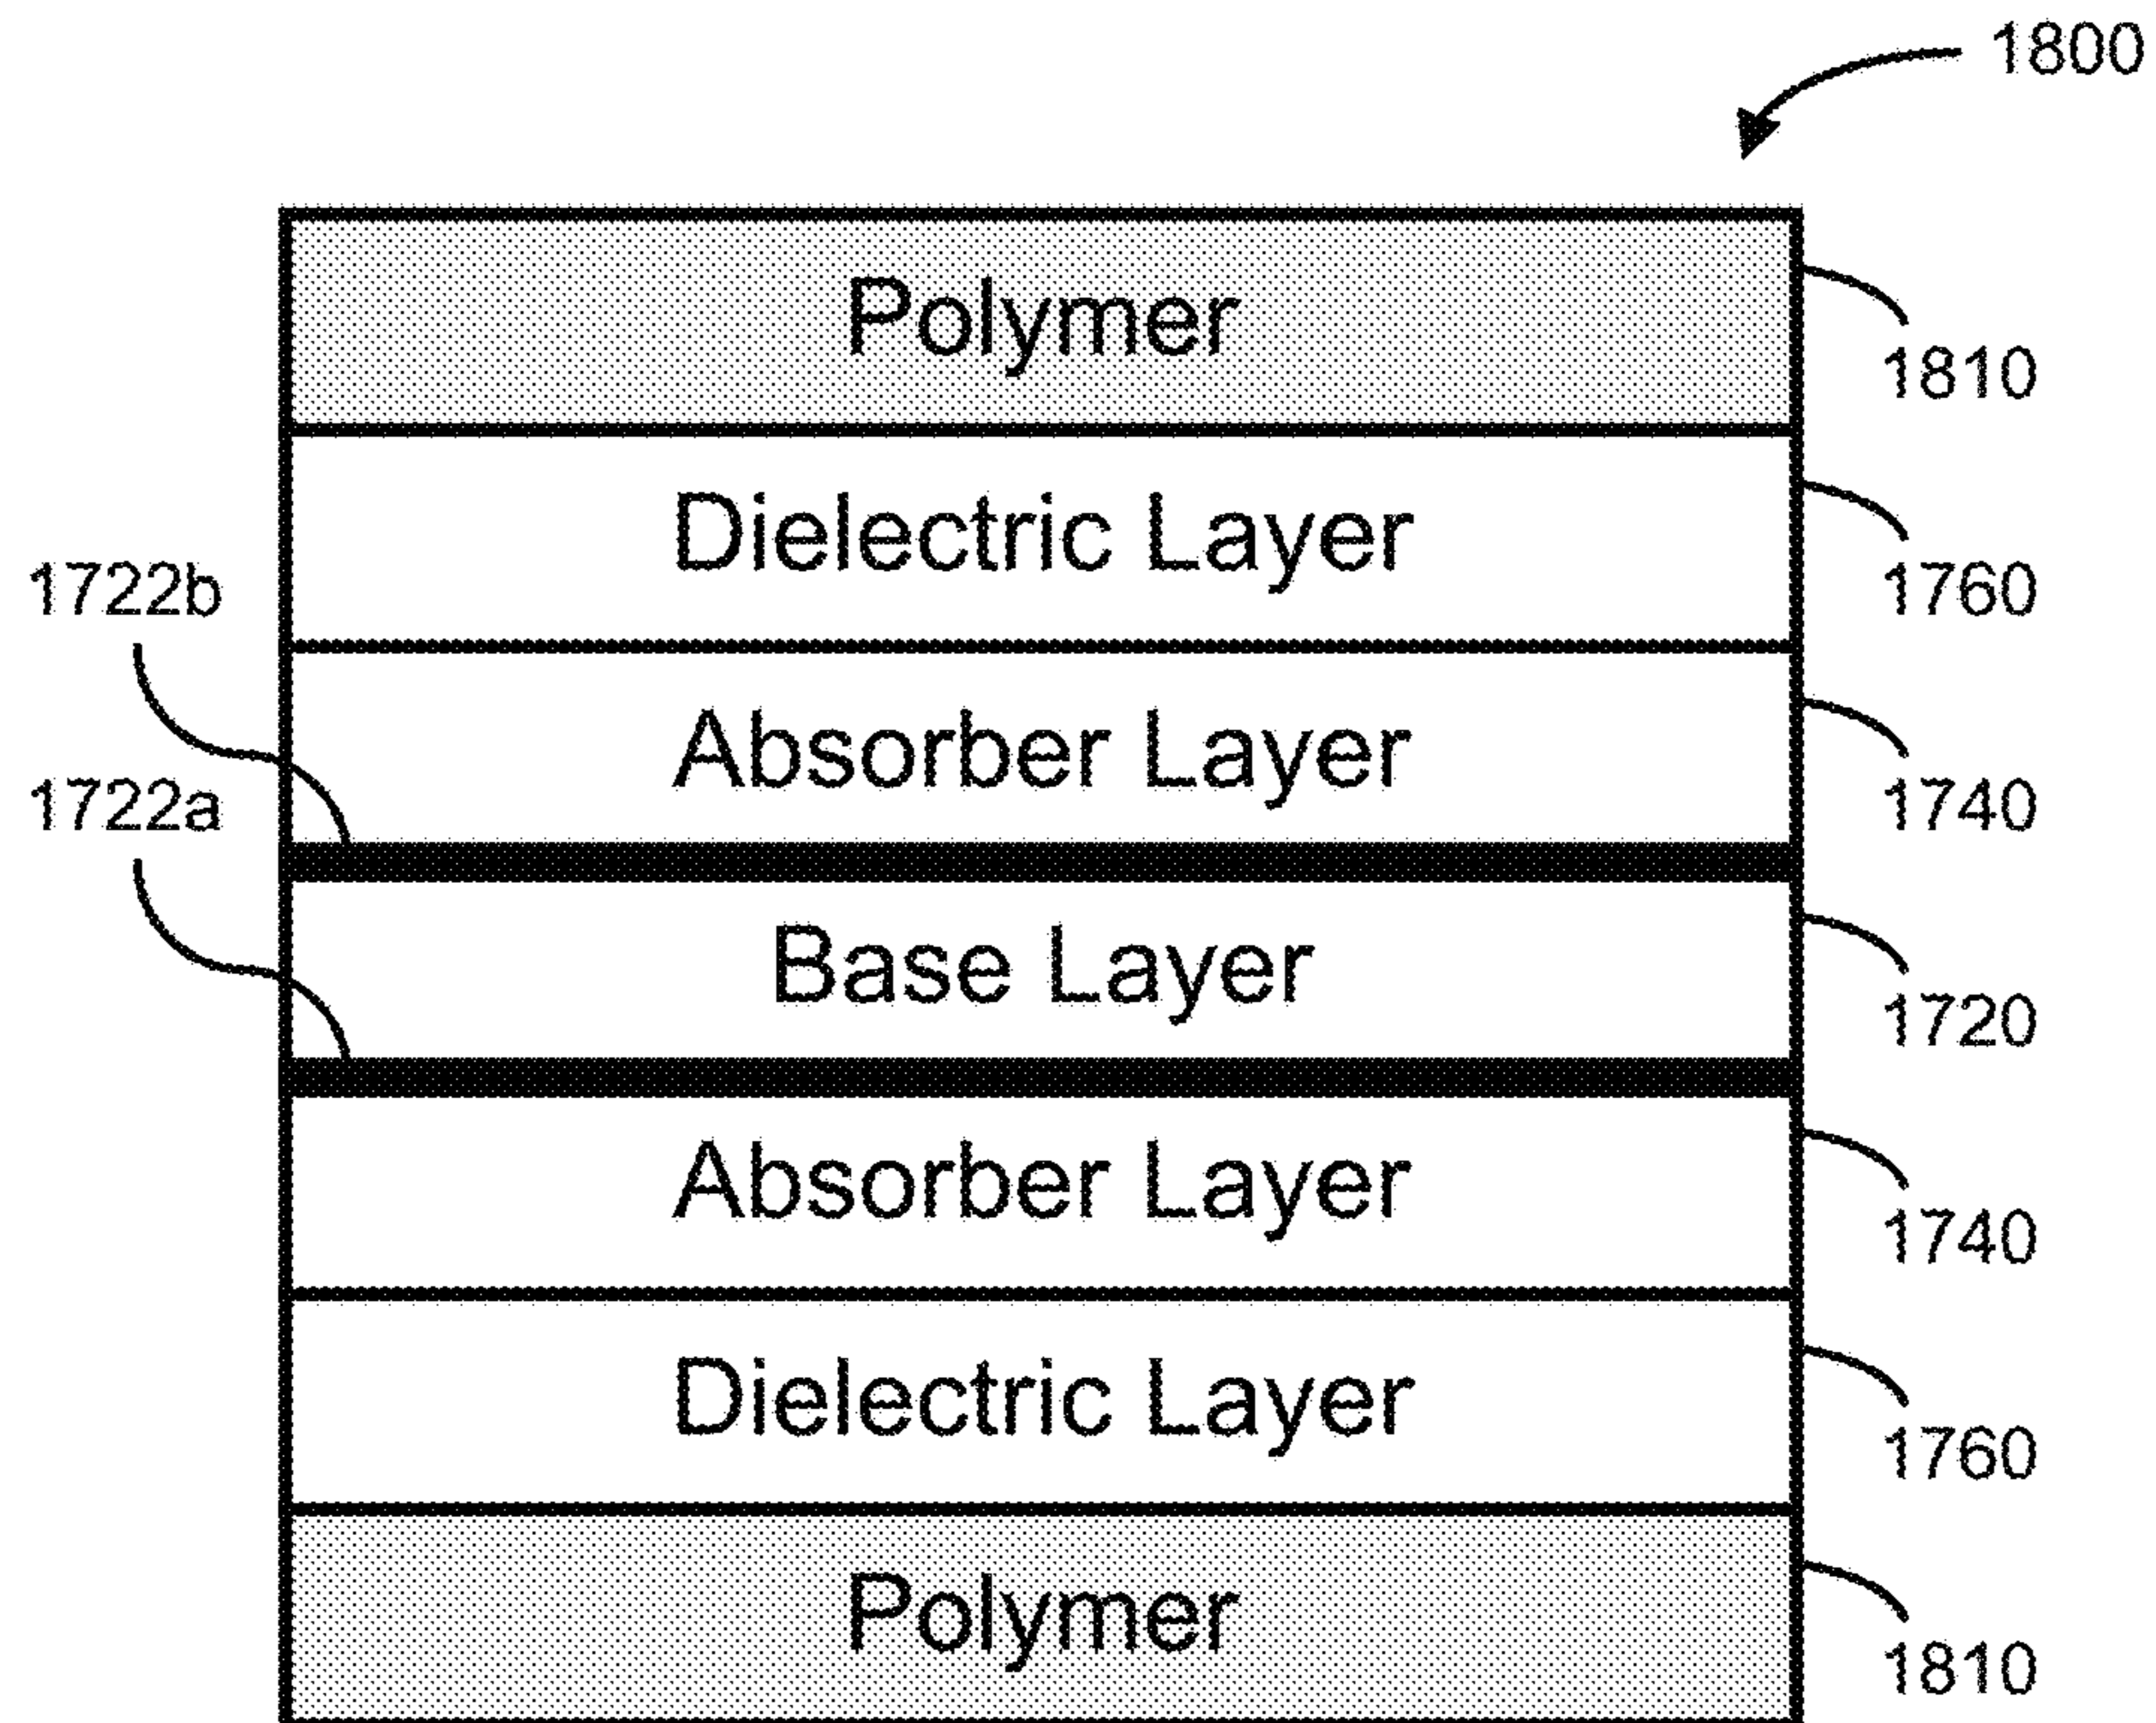 1800
Polymer
1810
Dielectric Layer
1760
1722b
Absorber Layer
1740
1722a
Base Layer
1720
Absorber Layer
1740
Dielectric Layer
1760
Polymer
1810